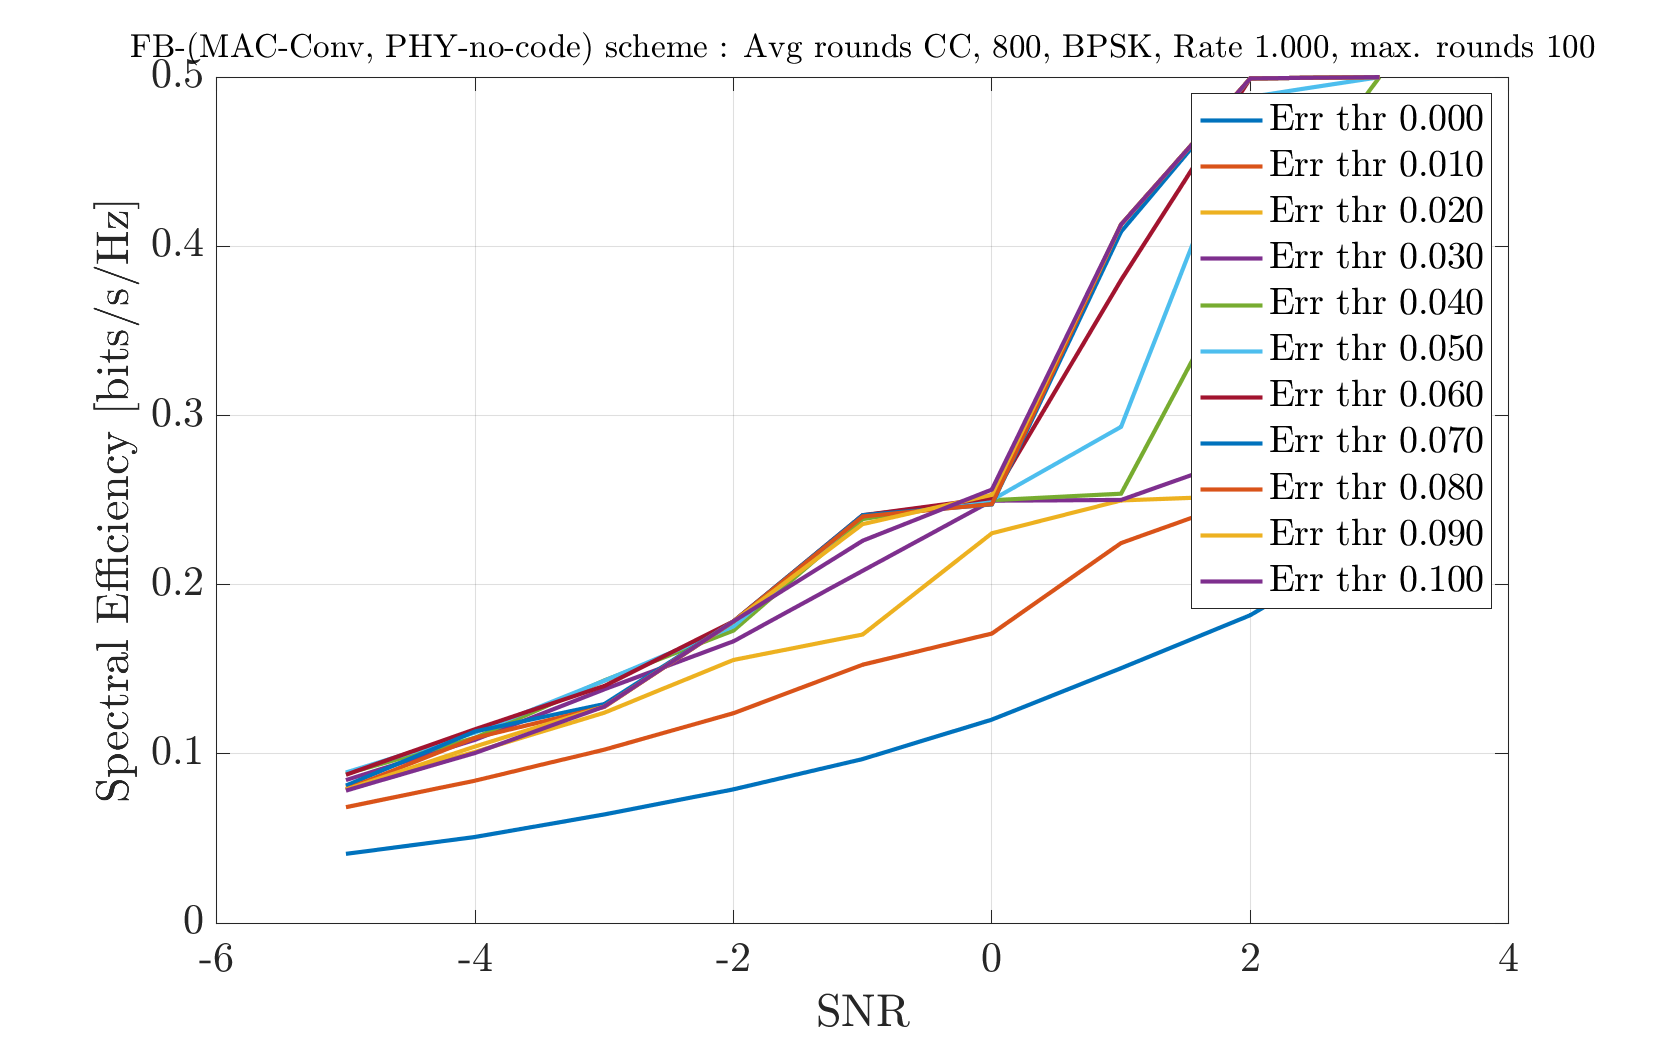 FB-(MAC-Conv, PHY-no-code) scheme : Avg rounds CC, 800, BPSK, Rate 1.000, max. rounds 100
0.5
0.4
0.3
0.2
0.1
0
Spectral Efficiency [bits/s/Hz]
Err thr 0.000
Err thr 0.010
Err thr 0.020
Err thr 0.030
Err thr 0.040
Err thr 0.050
Err thr 0.060
Err thr 0.070
Err thr 0.080
Err thr 0.090
Err thr 0.100
-6 -4 -2 0 2 4
SNR